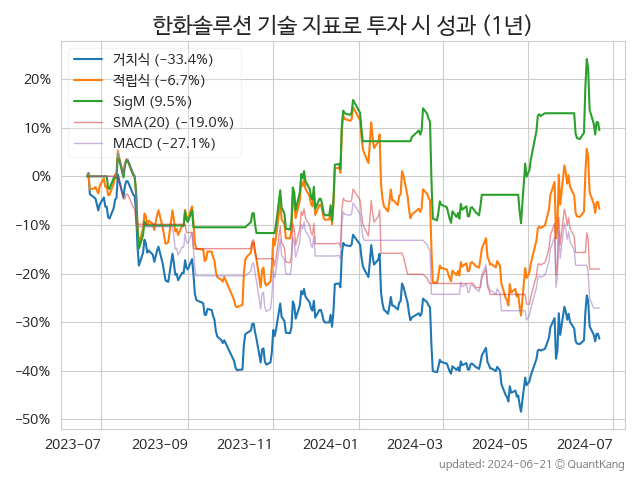 한화솔루션 기술 지표로 투자 시 성과 (1년)
거치식 (−33.4%)
적립식 (−6.7%)
SigM (9.5%)
SMA(20) (−19.0%)
MACD (−27.1%)
20%
10%
0%
−10%
−20%
−30%
−40%
−50%
2023-07 2023-09 2023-11 2024-01 2024-03 2024-05 2024-07
updated: 2024-06-21 © QuantKang